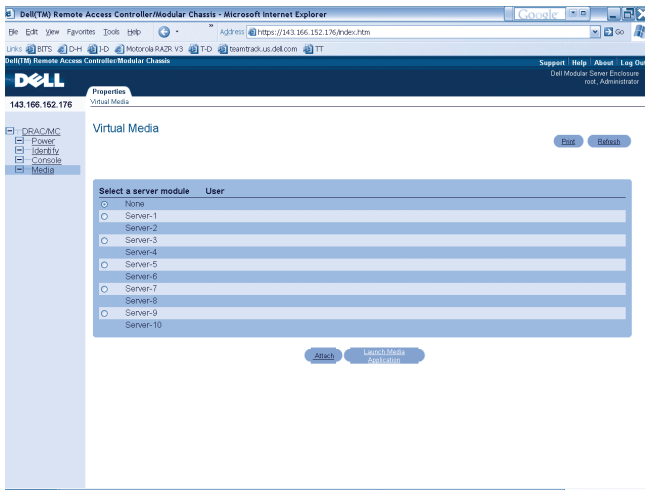 Dell(TM) Remote Access Controller/Modular Chassis - Microsoft Internet Explorer
Google
File Edit View Favorites Tools Help » Address https://143.166.152.176/index.htm Go
Links BITS D-H I-D Motorola RAZR V3 T-D teamtrack.us.dell.com TT
Dell(TM) Remote Access Controller/Modular Chassis
Support Help About Log Out
DELL
Dell Modular Server Enclosure
root, Administrator
Properties
143.166.152.176
Virtual Media
DRAC/MC
Power
Identify
Console
Media
Virtual Media
Print Refresh
Select a server module User
None
Server-1
Server-2
Server-3
Server-4
Server-5
Server-6
Server-7
Server-8
Server-9
Server-10
Attach
Launch Media
Application